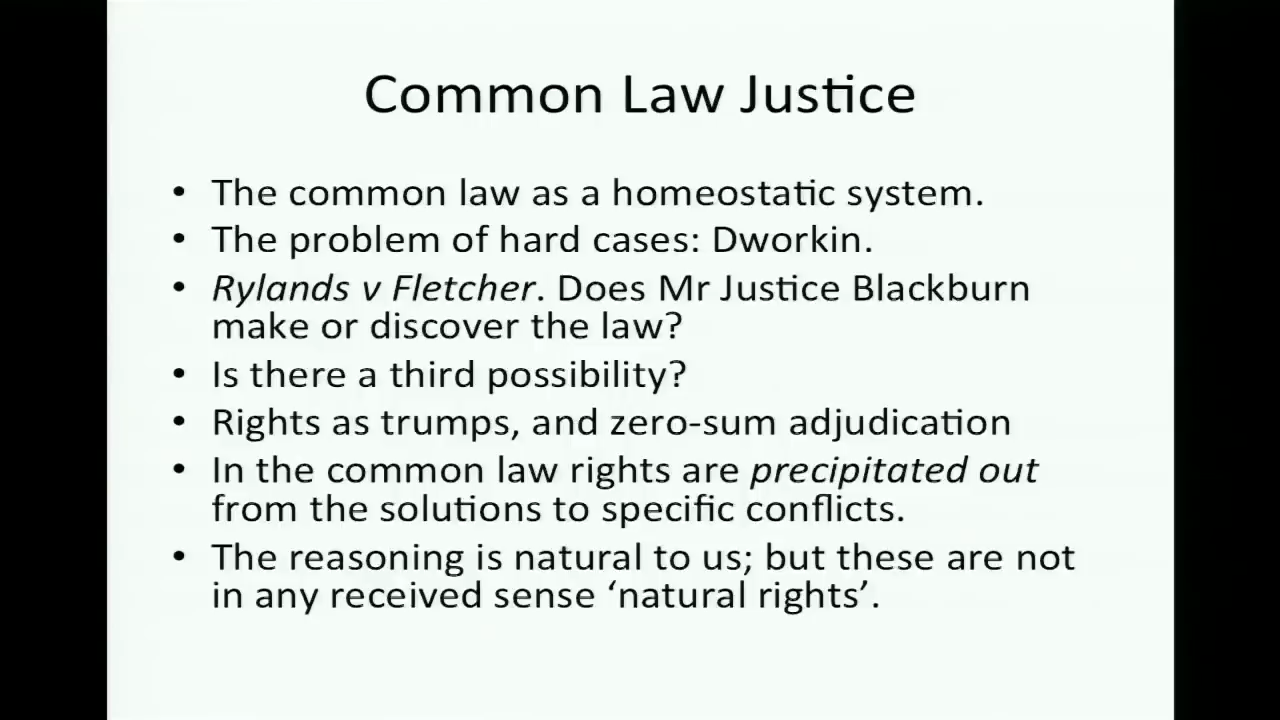 Common Law Justice
• The common law as a homeostatic system.
• The problem of hard cases: Dworkin.
• Rylands v Fletcher. Does Mr Justice Blackburn
make or discover the law?
• Is there a third possibility?
• Rights as trumps, and zero-sum adjudication
• In the common law rights are precipitated out
from the solutions to specific conflicts.
• The reasoning is natural to us; but these are not
in any received sense ‘natural rights’.